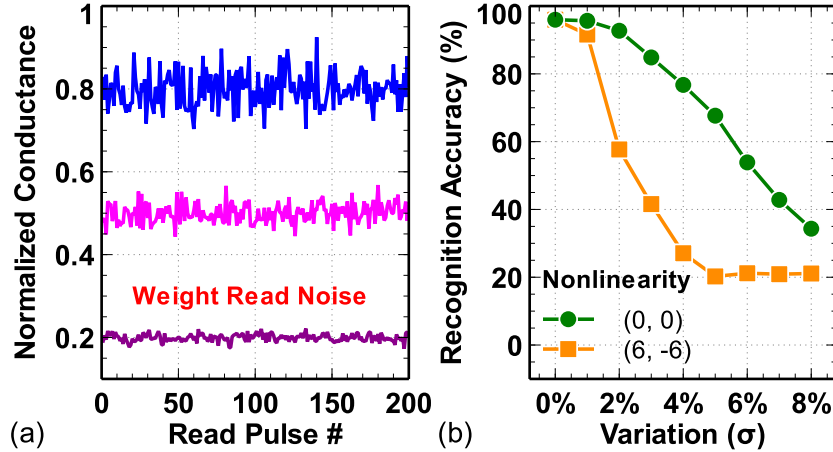 1
0.8
0.6
0.4
0.2
Normalized Conductance
Weight Read Noise
0 50 100 150 200
Read Pulse #
(a)
100
80
60
40
20
0
Recognition Accuracy (%)
Nonlinearity
(0, 0)
(6, -6)
0% 2% 4% 6% 8%
Variation (σ)
(b)